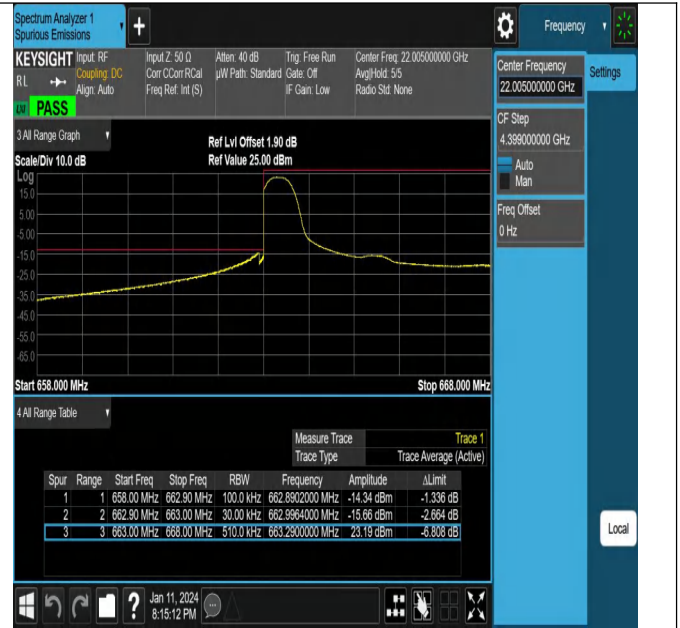 Spectrum Analyzer 1
Spurious Emissions
Frequency
KEYSIGHT
RL
Input: RF
Coupling: DC
Align: Auto
Input Z: 50 Ω
Corr CCorr RCal
Freq Ref: Int (S)
Atten: 40 dB
µW Path: Standard
Trig: Free Run
Gate: Off
IF Gain: Low
Center Freq: 22.005000000 GHz
Avg|Hold: 5/5
Radio Std: None
PASS
Center Frequency
22.005000000 GHz
Settings
CF Step
4.399000000 GHz
Auto
Man
Freq Offset
0 Hz
3 All Range Graph
Scale/Div 10.0 dB
Ref Lvl Offset 1.90 dB
Ref Value 25.00 dBm
Log
15.0
5.00
-5.00
-15.0
-25.0
-35.0
-45.0
-55.0
-65.0
Start 658.000 MHz
Stop 668.000 MHz
4 All Range Table
Measure Trace Trace 1
Trace Type Trace Average (Active)
Spur Range Start Freq Stop Freq RBW Frequency Amplitude ΔLimit
1 1 658.00 MHz 662.90 MHz 100.0 kHz 662.8902000 MHz -14.34 dBm -1.336 dB
2 2 662.90 MHz 663.00 MHz 30.00 kHz 662.9964000 MHz -15.66 dBm -2.664 dB
3 3 663.00 MHz 668.00 MHz 510.0 kHz 663.2900000 MHz 23.19 dBm -6.808 dB
Local
Jan 11, 2024
8:15:12 PM